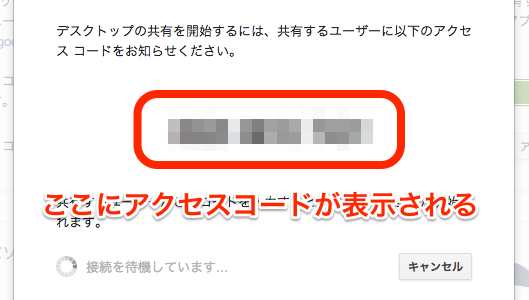 デスクトップの共有を開始するには、共有するユーザーに以下のアクセ
ス コードをお知らせください。
ここにアクセスコードが表示される
れます。
接続を待機しています...
キャンセル